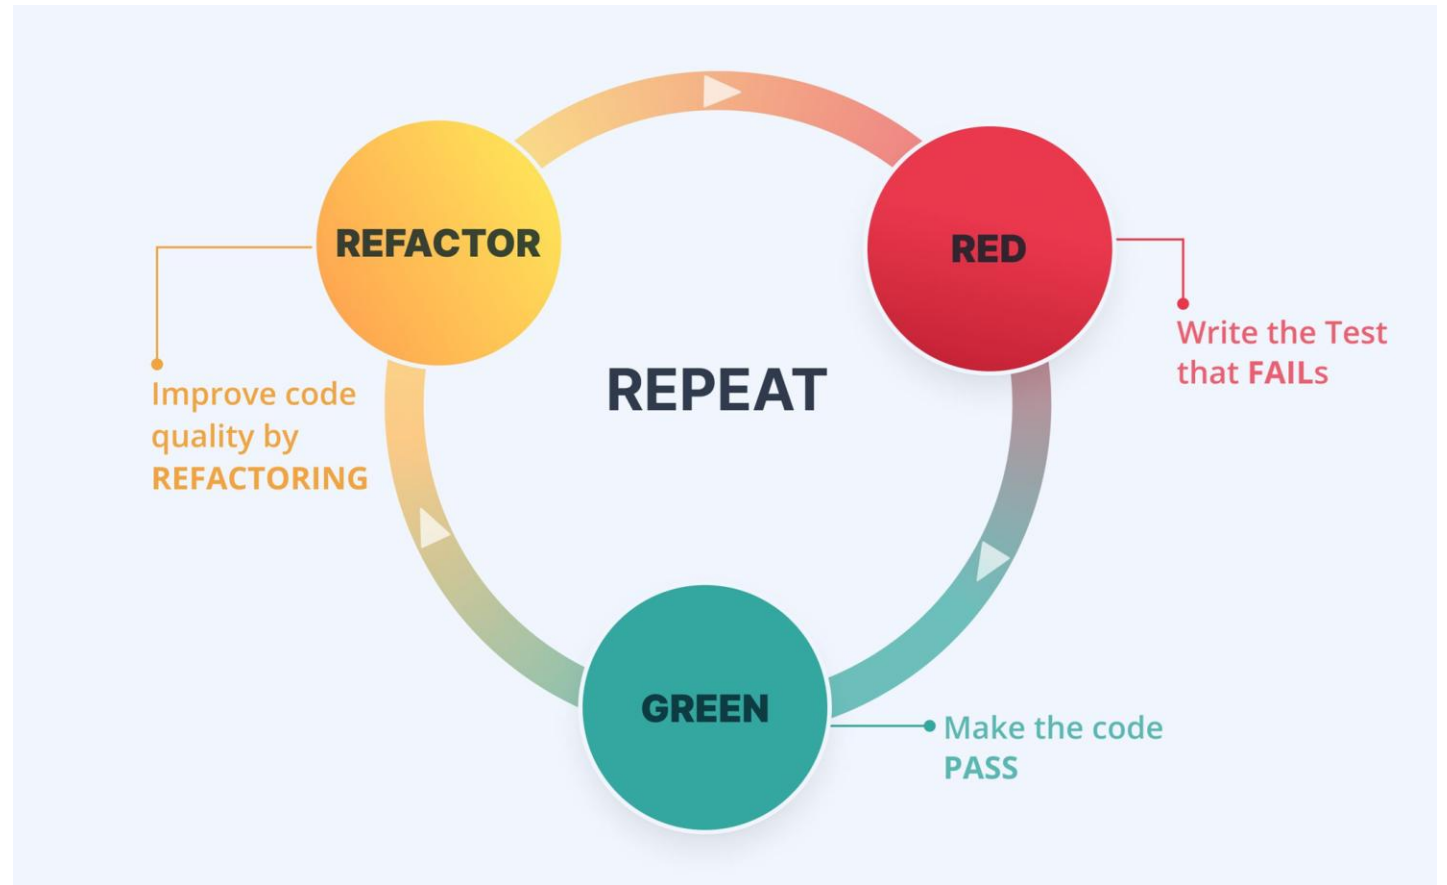 REFACTOR
RED
Write the Test
that FAILs
REPEAT
Improve code
quality by
REFACTORING
GREEN
Make the code
PASS